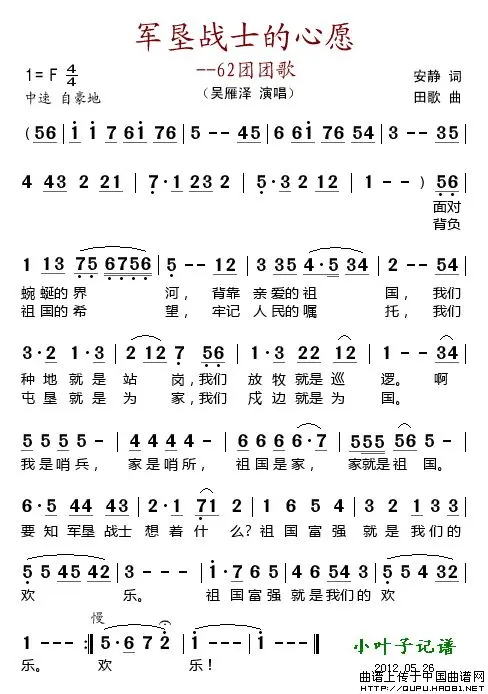 军垦战士的心愿
--62团团歌
1= F 4/4
(吴雁泽 演唱)
安静 词
中速 自豪地
田歌 曲
(56 | i i 7 6i 76 | 5 - - 45 | 6 6i 76 54 | 3 - - 35
4 43 2 21 | 7·1 23 2 | 5·3 2 12 | 1 - - ) 56
面对
背负
1 13 75 6756 | 5 - - 12 | 3 35 4·5 34 | 2 - - 54
蜿蜒的界 河, 背靠 亲爱的祖 国, 我们
祖国的希 望, 牢记 人民的嘱 托, 我们
3·2 1·3 | 2 12 7 56 | 1·3 22 12 | 1 - - 34
种地就是 站 岗,我们 放牧就是巡 逻。 啊
屯垦就是 为 家,我们 戍边就是为 国。
5 5 5 5 - | 4 4 4 4 - | 6 6 6 6·7 | 555 56 5 -
我是哨兵, 家是哨所, 祖国是家, 家就是祖 国。
6·5 44 43 | 2·1 71 2 | 1 6 5 4 | 3 2 1 3 3
要知军垦战士 想着什 么?祖国富强 就是我们的
5 5 45 42 | 3 - - - | i·7 6 5 | 4 6 5 4 3 | 5 5 4 32
欢 乐。 祖国富强就是我们的欢
慢
1 - - - :‖ 5·6 7 2 | i - - - | i - - - ‖
乐。 欢 乐!
小叶子记谱
2012.05.26
曲谱上传于中国曲谱网
http://QUPU.HAO81.NET